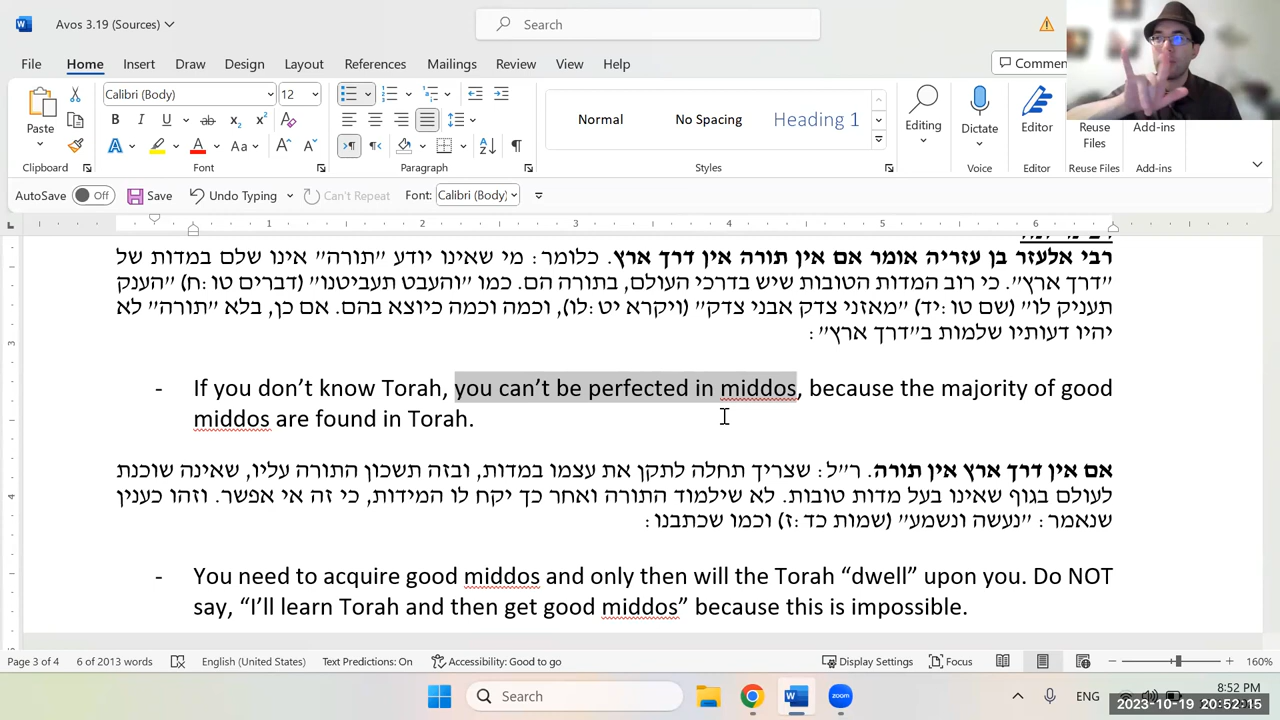 Avos 3.19 (Sources)
Search
File Home Insert Draw Design Layout References Mailings Review View Help
Calibri (Body) 12
Paste
Clipboard
Font
Paragraph
Normal No Spacing Heading 1
Styles
Editing
Dictate
Voice
Editor
Editor
Reuse Files
Reuse Files
Add-ins
Add-ins
AutoSave Off Save Undo Typing Can't Repeat Font: Calibri (Body)
1 2 3 4 5 6
רבי אלעזר בן עזריה אומר אם אין תורה אין דרך ארץ. כלומר: מי שאינו יודע ״תורה״ אינו שלם במדות של
״דרך ארץ״. כי רוב המדות הטובות שיש בדרכי העולם, בתורה הם. כמו ״והעבט תעביטנו״ (דברים טו:ח) ״הענק
תעניק לו״ (שם טו:יד) ״מאזני צדק אבני צדק״ (ויקרא יט:לו), וכמה וכמה כיוצא בהם. אם כן, בלא ״תורה״ לא
יהיו דעותיו שלמות ב״דרך ארץ״:
- If you don’t know Torah, you can’t be perfected in middos, because the majority of good
middos are found in Torah.
אם אין דרך ארץ אין תורה. ר״ל: שצריך תחלה לתקן את עצמו במדות, ובזה תשכון התורה עליו, שאינה שוכנת
לעולם בגוף שאינו בעל מדות טובות. לא שילמוד התורה ואחר כך יקח לו המידות, כי זה אי אפשר. וזהו כענין
שנאמר: ״נעשה ונשמע״ (שמות כד:ז) וכמו שכתבנו:
- You need to acquire good middos and only then will the Torah “dwell” upon you. Do NOT
say, “I’ll learn Torah and then get good middos” because this is impossible.
Page 3 of 4 6 of 2013 words English (United States) Text Predictions: On Accessibility: Good to go Display Settings Focus 160%
Search
ENG
8:52 PM
2023-10-19 20:52:15